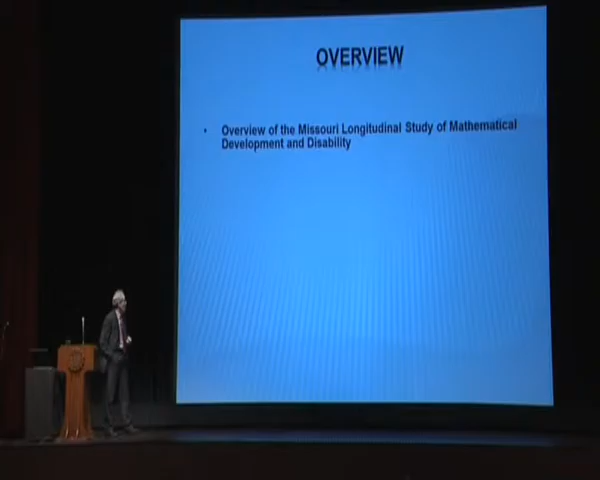 OVERVIEW
• Overview of the Missouri Longitudinal Study of Mathematical
Development and Disability